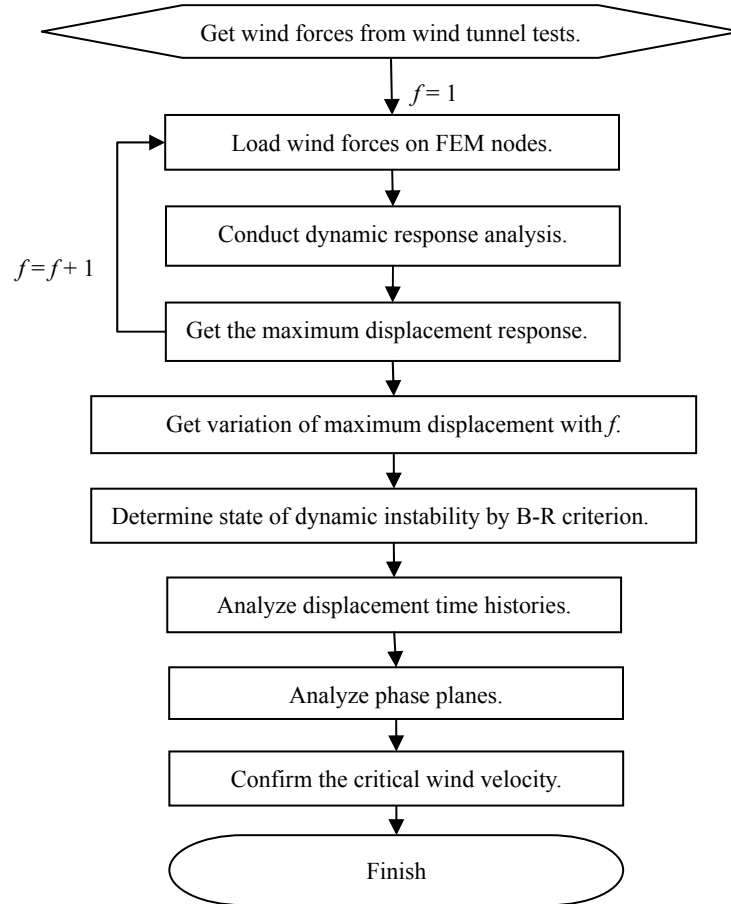 Get wind forces from wind tunnel tests.
f = 1
Load wind forces on FEM nodes.
Conduct dynamic response analysis.
f = f + 1
Get the maximum displacement response.
Get variation of maximum displacement with f.
Determine state of dynamic instability by B-R criterion.
Analyze displacement time histories.
Analyze phase planes.
Confirm the critical wind velocity.
Finish